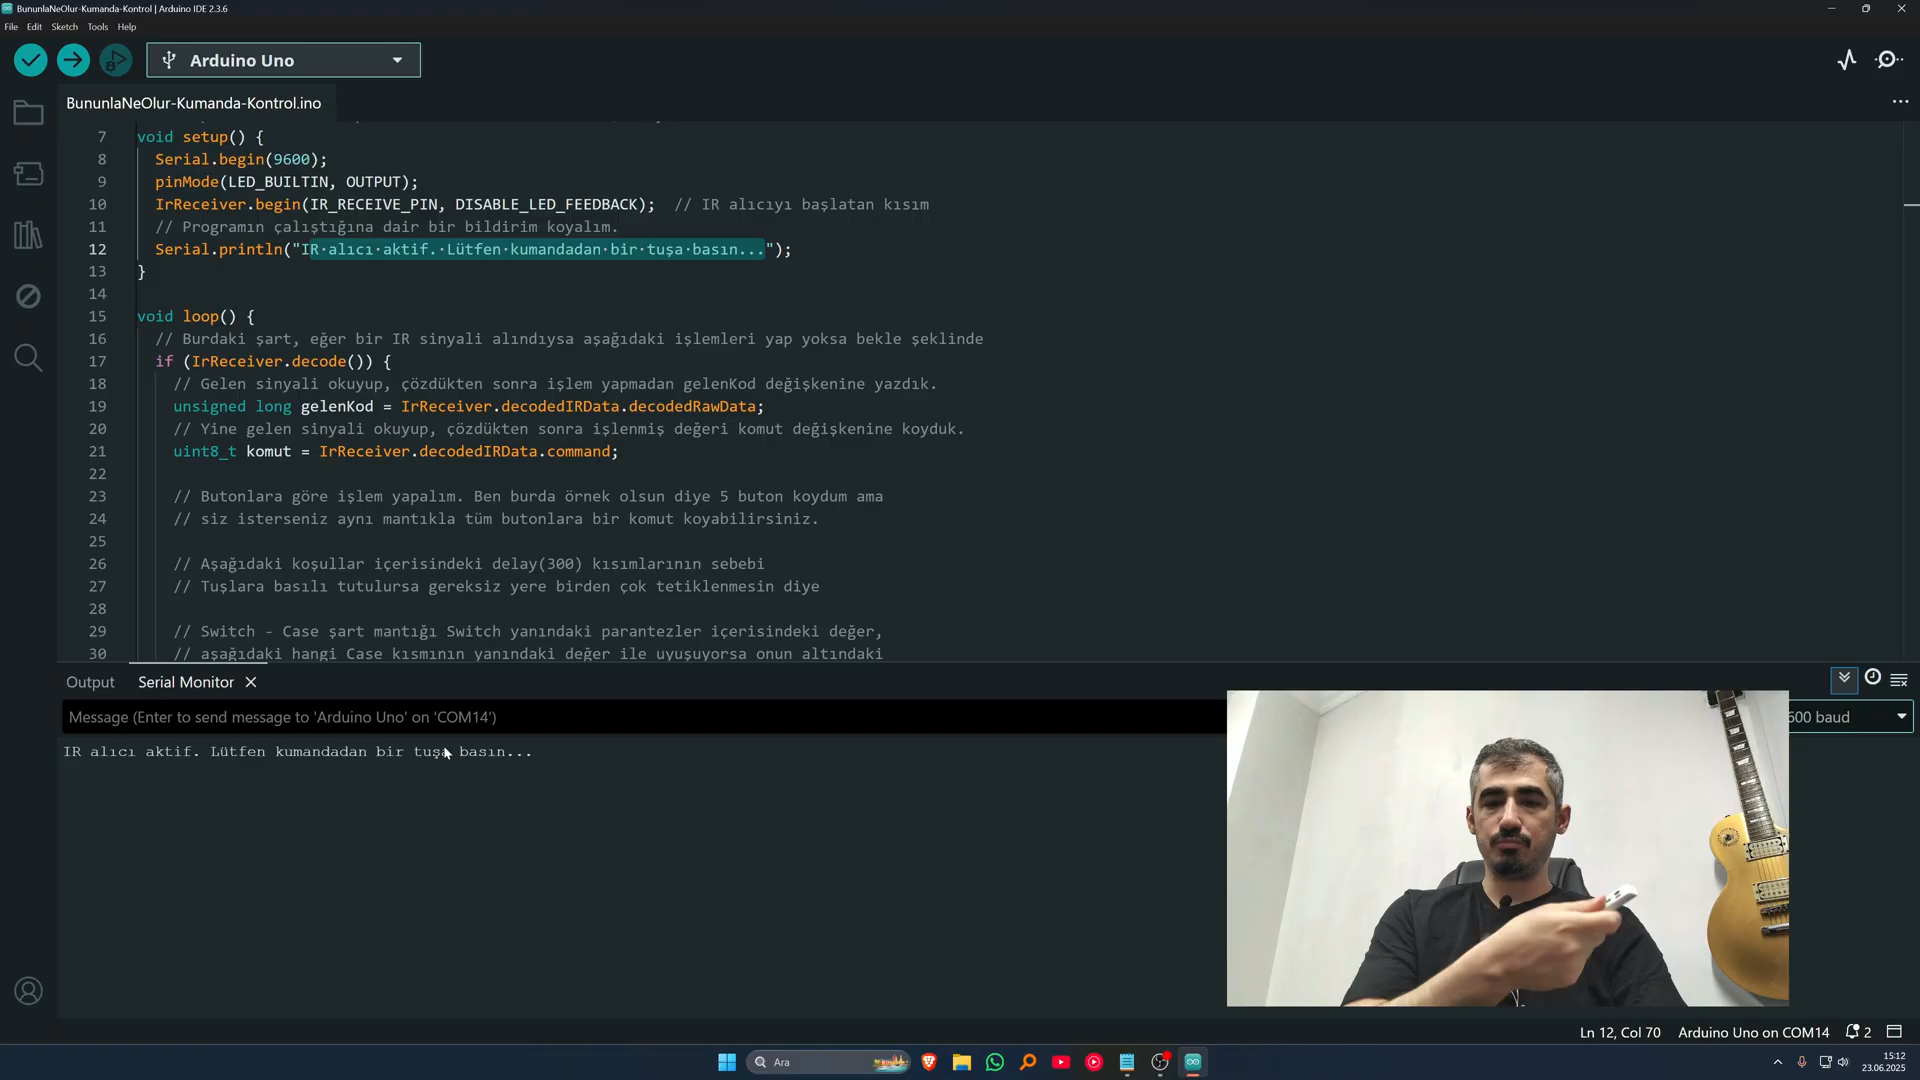 BununlaNeOlur-Kumanda-Kontrol | Arduino IDE 2.3.6
File Edit Sketch Tools Help
Arduino Uno
BununlaNeOlur-Kumanda-Kontrol.ino
7 void setup() {
8 Serial.begin(9600);
9 pinMode(LED_BUILTIN, OUTPUT);
10 IrReceiver.begin(IR_RECEIVE_PIN, DISABLE_LED_FEEDBACK); // IR alıcıyı başlatan kısım
11 // Programın çalıştığına dair bir bildirim koyalım.
12 Serial.println("IR·alıcı·aktif.·Lütfen·kumandadan·bir·tuşa·basın...");
13 }
14
15 void loop() {
16 // Burdaki şart, eğer bir IR sinyali alındıysa aşağıdaki işlemleri yap yoksa bekle şeklinde
17 if (IrReceiver.decode()) {
18 // Gelen sinyali okuyup, çözdükten sonra işlem yapmadan gelenKod değişkenine yazdık.
19 unsigned long gelenKod = IrReceiver.decodedIRData.decodedRawData;
20 // Yine gelen sinyali okuyup, çözdükten sonra işlenmiş değeri komut değişkenine koyduk.
21 uint8_t komut = IrReceiver.decodedIRData.command;
22
23 // Butonlara göre işlem yapalım. Ben burda örnek olsun diye 5 buton koydum ama
24 // siz isterseniz aynı mantıkla tüm butonlara bir komut koyabilirsiniz.
25
26 // Aşağıdaki koşullar içerisindeki delay(300) kısımlarının sebebi
27 // Tuşlara basılı tutulursa gereksiz yere birden çok tetiklenmesin diye
28
29 // Switch - Case şart mantığı Switch yanındaki parantezler içerisindeki değer,
30 // aşağıdaki hangi Case kısmının yanındaki değer ile uyuşuyorsa onun altındaki
Output Serial Monitor
Message (Enter to send message to 'Arduino Uno' on 'COM14')
600 baud
IR alıcı aktif. Lütfen kumandadan bir tuşa basın...
Ln 12, Col 70 Arduino Uno on COM14 2
Ara
15:12
23.06.2025